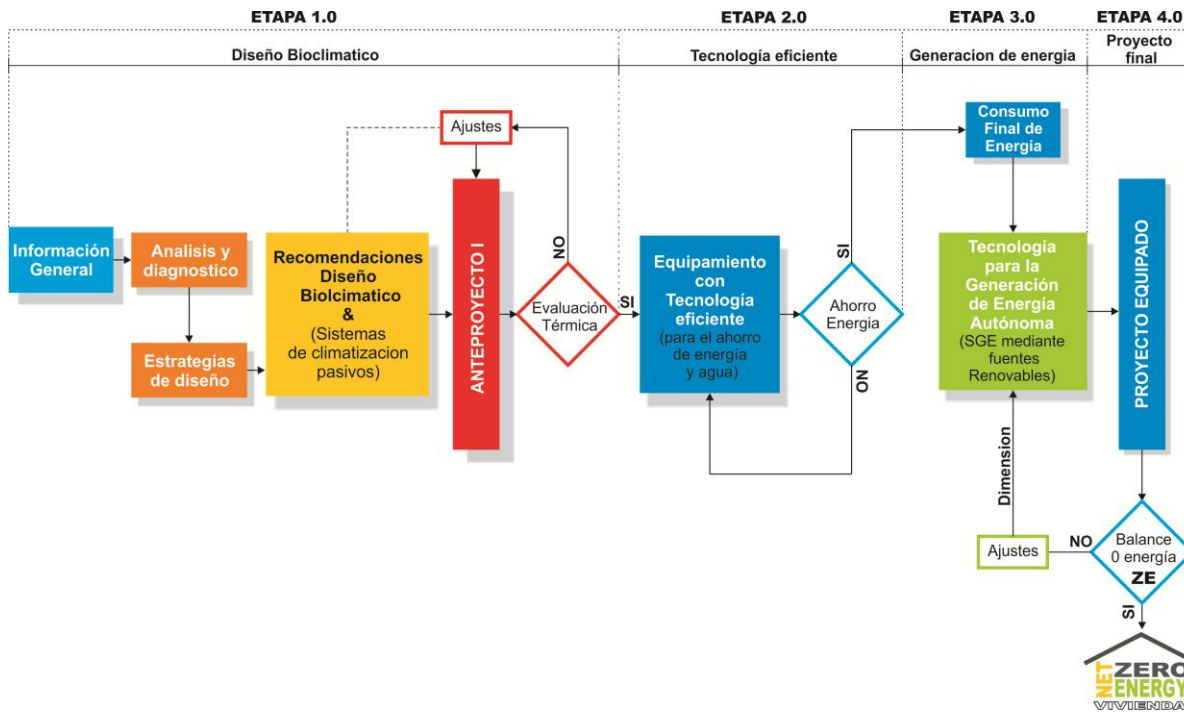 ETAPA 1.0
ETAPA 2.0
ETAPA 3.0
ETAPA 4.0
Diseño Bioclimatico
Tecnología eficiente
Generacion de energia
Proyecto
final
Información
General
Analisis y
diagnostico
Estrategias
de diseño
Recomendaciones
Diseño
Biolcimatico
&
(Sistemas
de climatizacion
pasivos)
Ajustes
ANTEPROYECTO I
NO
Evaluación
Térmica
SI
Equipamiento
con
Tecnología
eficiente
(para el ahorro
de energía
y agua)
SI
Ahorro
Energia
ON
Consumo
Final de
Energia
Tecnología
para la
Generación
de Energía
Autónoma
(SGE mediante
fuentes
Renovables)
Dimension
Ajustes
PROYECTO EQUIPADO
NO
Balance
0 energía
ZE
SI
NET
ZERO
ENERGY
VIVIENDA